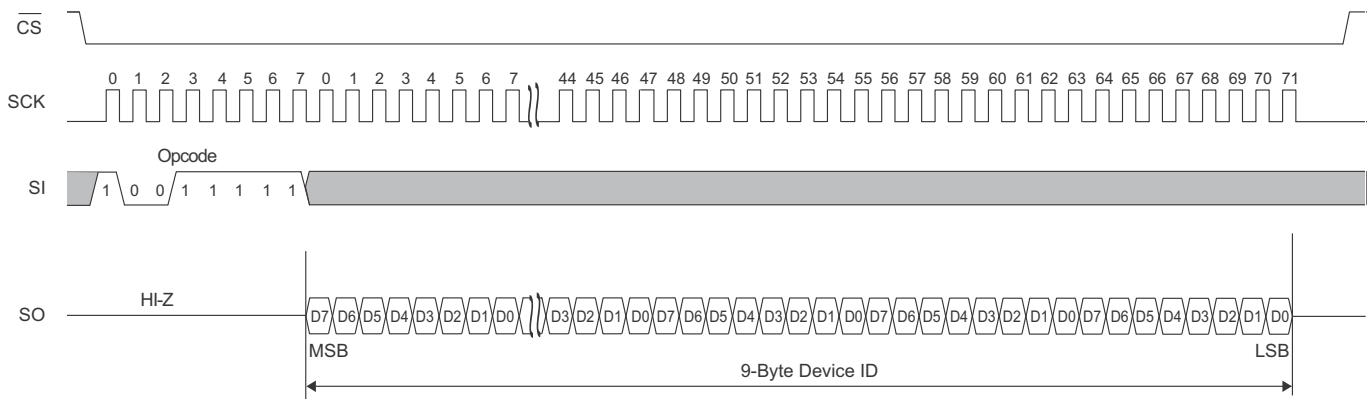 CS
0 1 2 3 4 5 6 7 0 1 2 3 4 5 6 7 44 45 46 47 48 49 50 51 52 53 54 55 56 57 58 59 60 61 62 63 64 65 66 67 68 69 70 71
SCK
Opcode
SI 1 0 0 1 1 1 1 1
HI-Z
SO D7 D6 D5 D4 D3 D2 D1 D0 D3 D2 D1 D0 D7 D6 D5 D4 D3 D2 D1 D0 D7 D6 D5 D4 D3 D2 D1 D0 D7 D6 D5 D4 D3 D2 D1 D0
MSB LSB
9-Byte Device ID